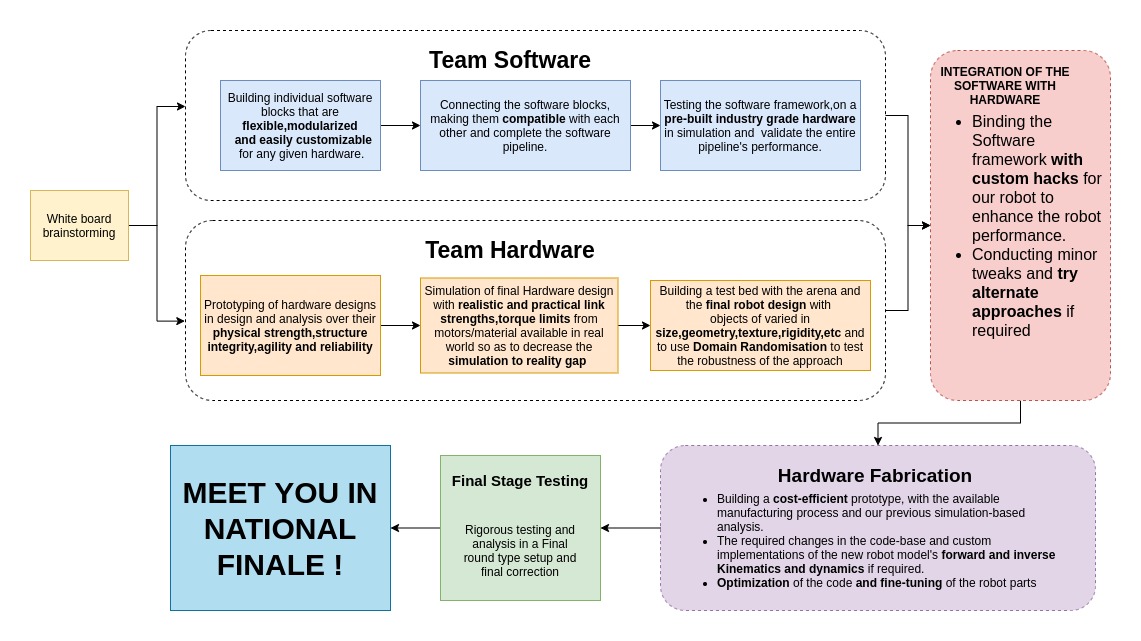 White board
brainstorming
Team Software
Building individual software
blocks that are
flexible,modularized
and easily customizable
for any given hardware.
Connecting the software blocks,
making them compatible with each
other and complete the software
pipeline.
Testing the software framework,on a
pre-built industry grade hardware
in simulation and validate the entire
pipeline's performance.
Team Hardware
Prototyping of hardware designs
in design and analysis over their
physical strength,structure
integrity,agility and reliability
Simulation of final Hardware design
with realistic and practical link
strengths,torque limits from
motors/material available in real
world so as to decrease the
simulation to reality gap
Building a test bed with the arena and
the final robot design with
objects of varied in
size,geometry,texture,rigidity,etc and
to use Domain Randomisation to test
the robustness of the approach
INTEGRATION OF THE
SOFTWARE WITH
HARDWARE
• Binding the
Software
framework with
custom hacks for
our robot to
enhance the robot
performance.
• Conducting minor
tweaks and try
alternate
approaches if
required
Hardware Fabrication
• Building a cost-efficient prototype, with the available
manufacturing process and our previous simulation-based
analysis.
• The required changes in the code-base and custom
implementations of the new robot model's forward and inverse
Kinematics and dynamics if required.
• Optimization of the code and fine-tuning of the robot parts
Final Stage Testing
Rigorous testing and
analysis in a Final
round type setup and
final correction
MEET YOU IN
NATIONAL
FINALE !